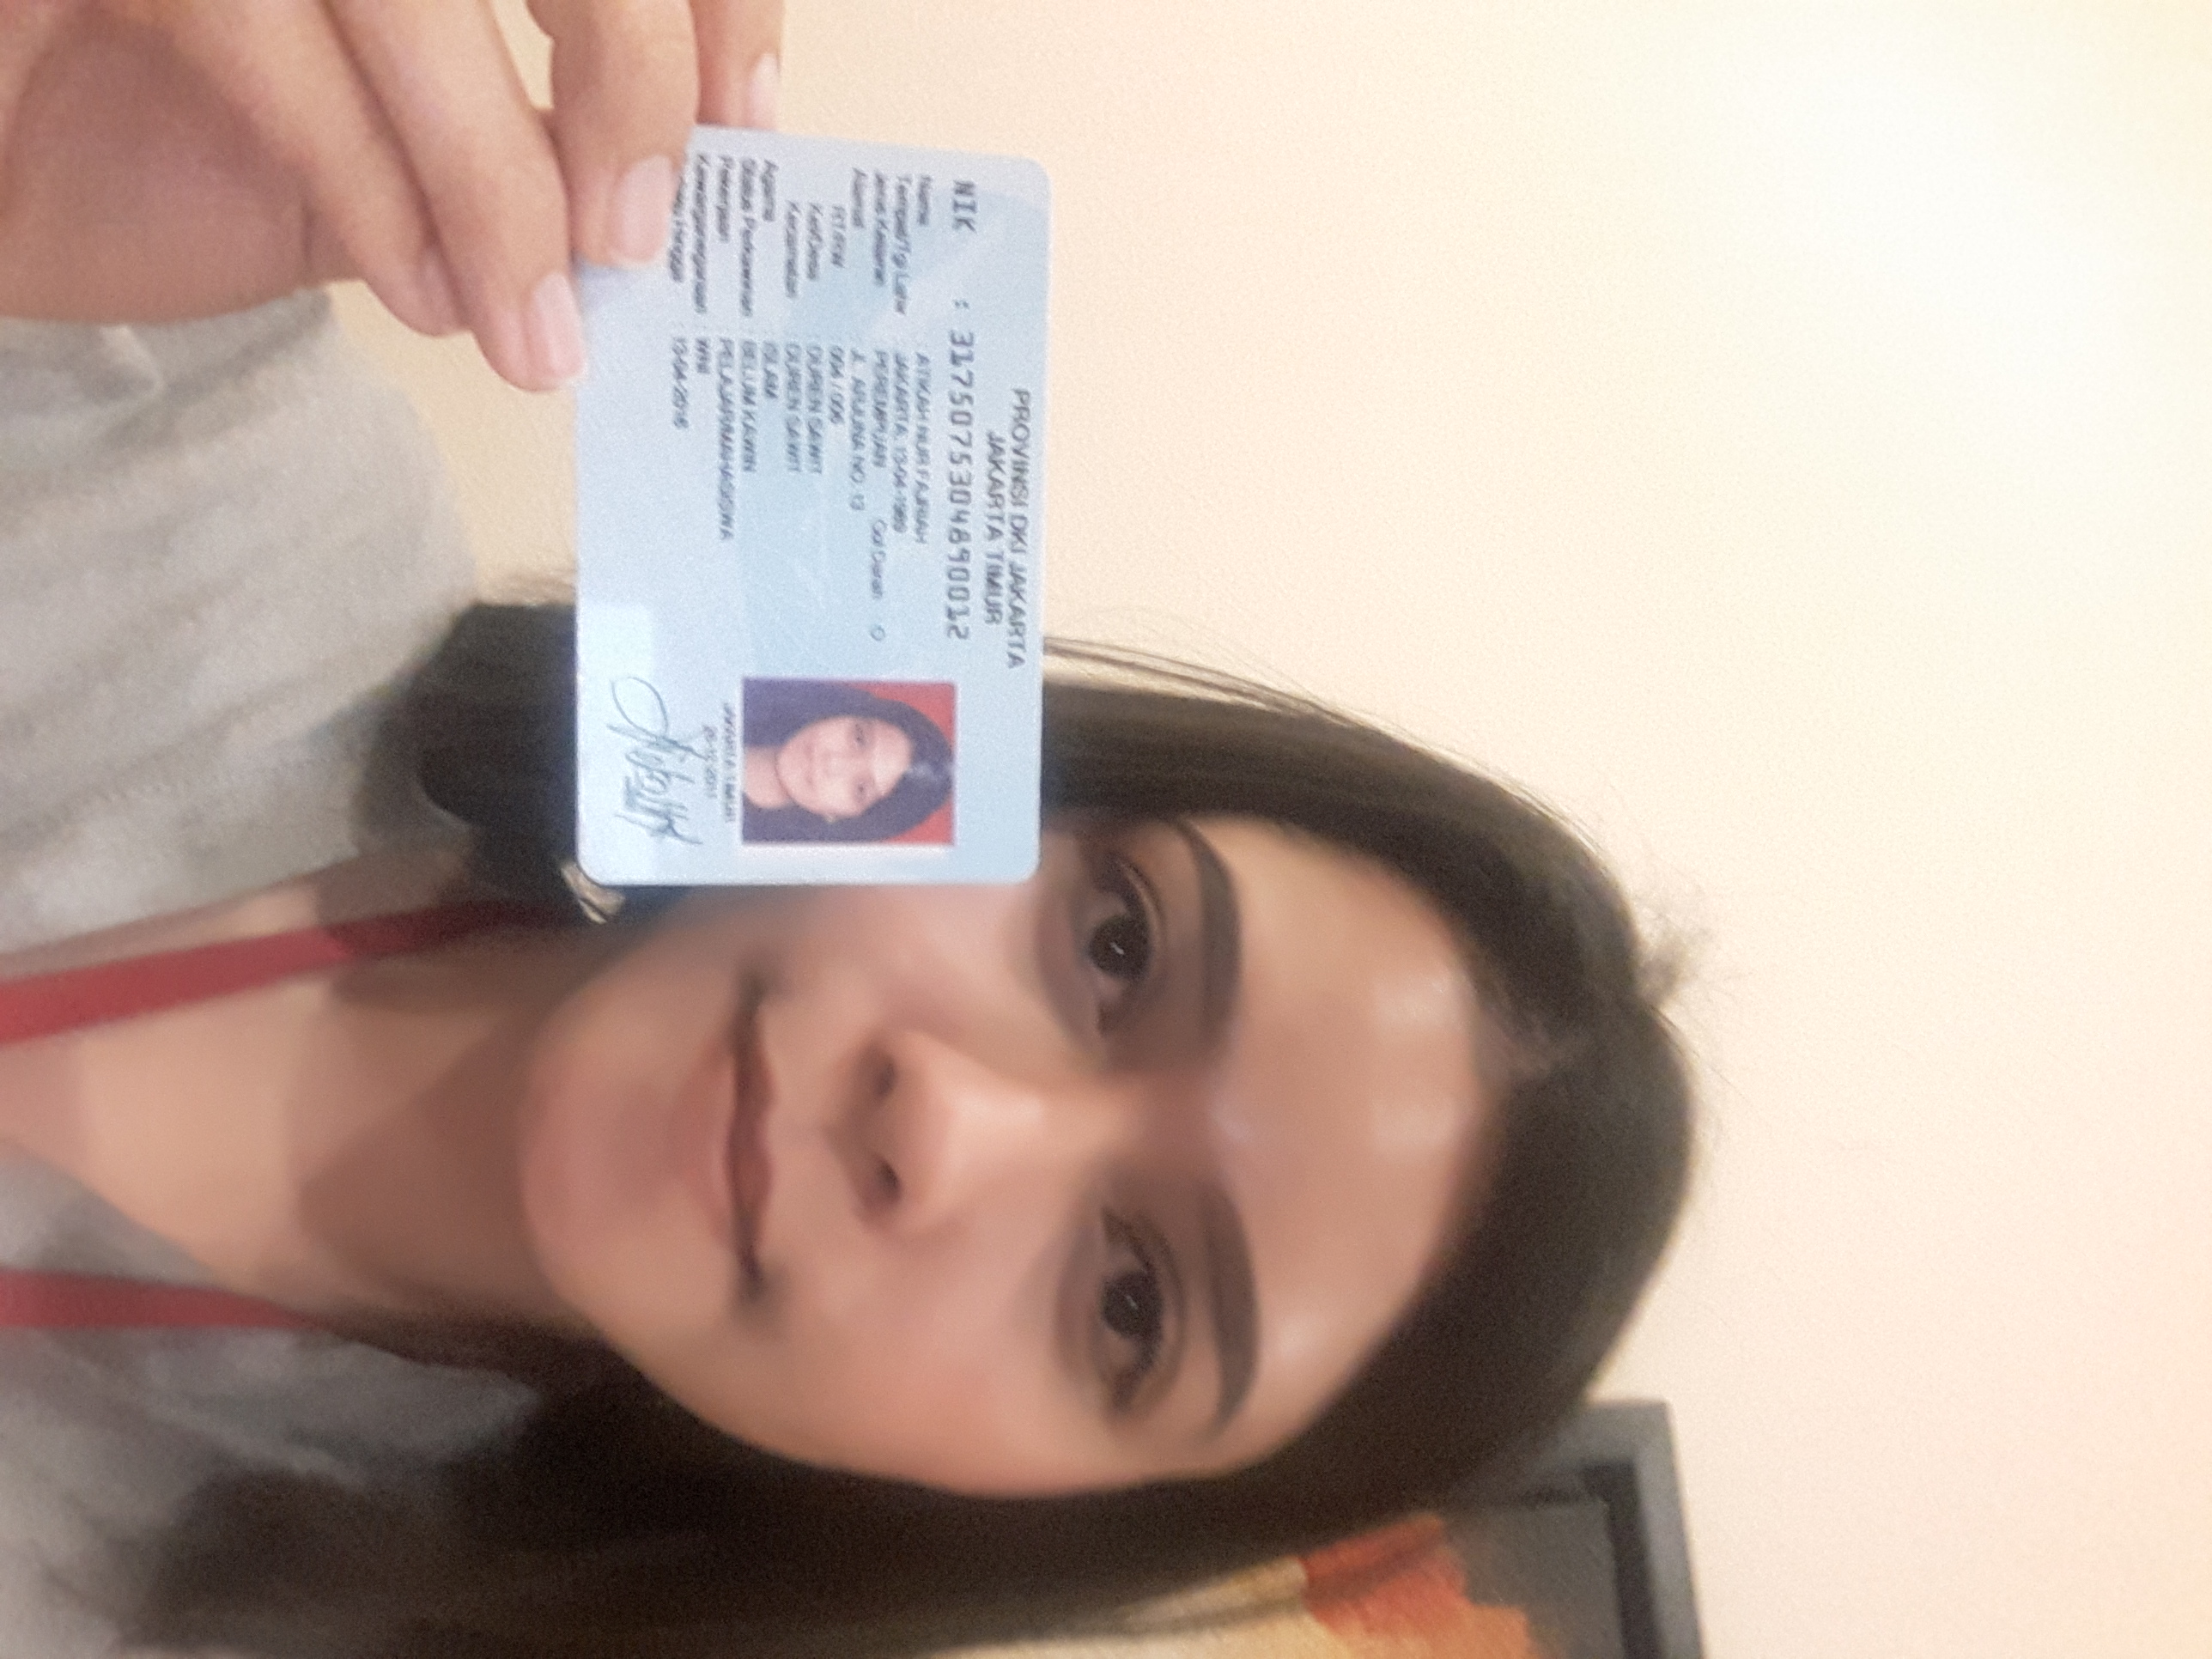 PROVINSI DKI JAKARTA
JAKARTA TIMUR
NIK : 3175075304890012
Nama : ATIKAH NUR FAJRIAH
Tempat/Tgl Lahir : JAKARTA, 13-04-1989
Jenis Kelamin : PEREMPUAN Gol Darah O
Alamat : JL. ARJUNA NO. 13
RT/RW : 004 / 006
Kel/Desa : DUREN SAWIT
Kecamatan : DUREN SAWIT
Agama : ISLAM
Status Perkawinan : BELUM KAWIN
Pekerjaan : PELAJAR/MAHASISWA
Kewarganegaraan : WNI
Hingga : 13-04-2016
JAKARTA TIMUR
26-12-2011